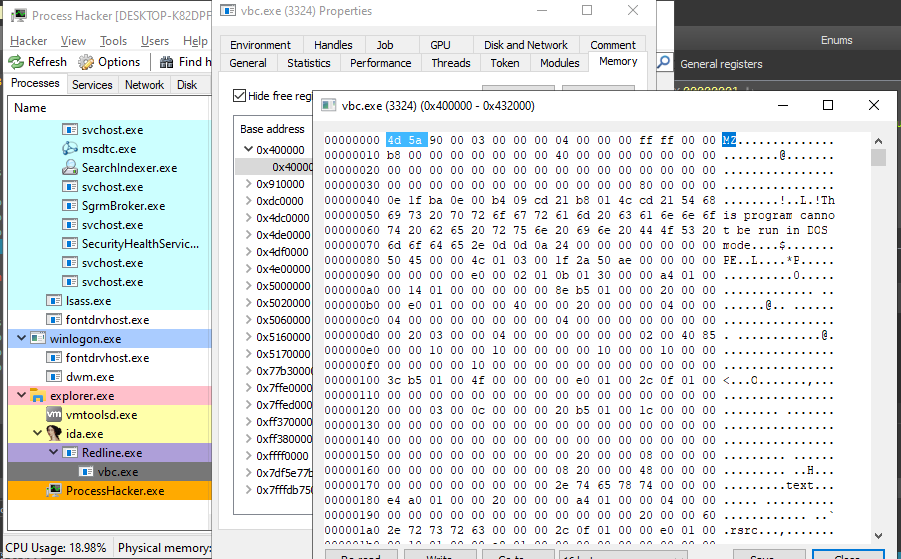 Process Hacker [DESKTOP-K82DPF
Hacker View Tools Users Help
Refresh Options Find h
Processes Services Network Disk
Name
svchost.exe
msdtc.exe
SearchIndexer.exe
svchost.exe
SgrmBroker.exe
svchost.exe
SecurityHealthServic...
svchost.exe
svchost.exe
lsass.exe
fontdrvhost.exe
winlogon.exe
fontdrvhost.exe
dwm.exe
explorer.exe
vmtoolsd.exe
ida.exe
Redline.exe
vbc.exe
ProcessHacker.exe
CPU Usage: 18.98% Physical memory:
vbc.exe (3324) Properties
Environment Handles Job GPU Disk and Network Comment
General Statistics Performance Threads Token Modules Memory
Hide free reg
Base address
0x400000
0x40000
0x910000
0xdc0000
0x4dc0000
0x4de0000
0x4df0000
0x4e00000
0x5000000
0x5020000
0x5060000
0x5160000
0x5170000
0x77b30000
0x7ffe0000
0x7ffed000
0xff370000
0xff380000
0xffff0000
0x7df5e77b
0x7fffdb750
Enums
General registers
vbc.exe (3324) (0x400000 - 0x432000)
00000000 4d 5a 90 00 03 00 00 00 04 00 00 00 ff ff 00 00 MZ..............
00000010 b8 00 00 00 00 00 00 00 40 00 00 00 00 00 00 00 ........@.......
00000020 00 00 00 00 00 00 00 00 00 00 00 00 00 00 00 00 ................
00000030 00 00 00 00 00 00 00 00 00 00 00 00 80 00 00 00 ................
00000040 0e 1f ba 0e 00 b4 09 cd 21 b8 01 4c cd 21 54 68 ........!..L.!Th
00000050 69 73 20 70 72 6f 67 72 61 6d 20 63 61 6e 6e 6f is program canno
00000060 74 20 62 65 20 72 75 6e 20 69 6e 20 44 4f 53 20 t be run in DOS
00000070 6d 6f 64 65 2e 0d 0d 0a 24 00 00 00 00 00 00 00 mode....$.......
00000080 50 45 00 00 4c 01 03 00 1f 2a 50 ae 00 00 00 00 PE..L....*P.....
00000090 00 00 00 00 e0 00 02 01 0b 01 30 00 00 a4 01 00 ..........0.....
000000a0 00 14 01 00 00 00 00 00 8e b5 01 00 00 20 00 00 ............. ..
000000b0 00 e0 01 00 00 00 40 00 00 20 00 00 00 04 00 00 ......@.. ......
000000c0 04 00 00 00 00 00 00 00 04 00 00 00 00 00 00 00 ................
000000d0 00 20 03 00 00 04 00 00 00 00 00 00 02 00 40 85 . ............@.
000000e0 00 00 10 00 00 10 00 00 00 00 10 00 00 10 00 00 ................
000000f0 00 00 00 00 10 00 00 00 00 00 00 00 00 00 00 00 ................
00000100 3c b5 01 00 4f 00 00 00 00 e0 01 00 2c 0f 01 00 <...O.......,...
00000110 00 00 00 00 00 00 00 00 00 00 00 00 00 00 00 00 ................
00000120 00 00 03 00 0c 00 00 00 20 b5 01 00 1c 00 00 00 ........ .......
00000130 00 00 00 00 00 00 00 00 00 00 00 00 00 00 00 00 ................
00000140 00 00 00 00 00 00 00 00 00 00 00 00 00 00 00 00 ................
00000150 00 00 00 00 00 00 00 00 00 20 00 00 08 00 00 00 ......... ......
00000160 00 00 00 00 00 00 00 00 08 20 00 00 48 00 00 00 ......... ..H...
00000170 00 00 00 00 00 00 00 00 2e 74 65 78 74 00 00 00 .........text...
00000180 e4 a0 01 00 00 20 00 00 00 a4 01 00 00 04 00 00 ..... ..........
00000190 00 00 00 00 00 00 00 00 00 00 00 00 20 00 00 60 ............ ..`
000001a0 2e 72 73 72 63 00 00 00 2c 0f 01 00 00 e0 01 00 .rsrc...,.......
Re-read Write... Go to... Save... Close